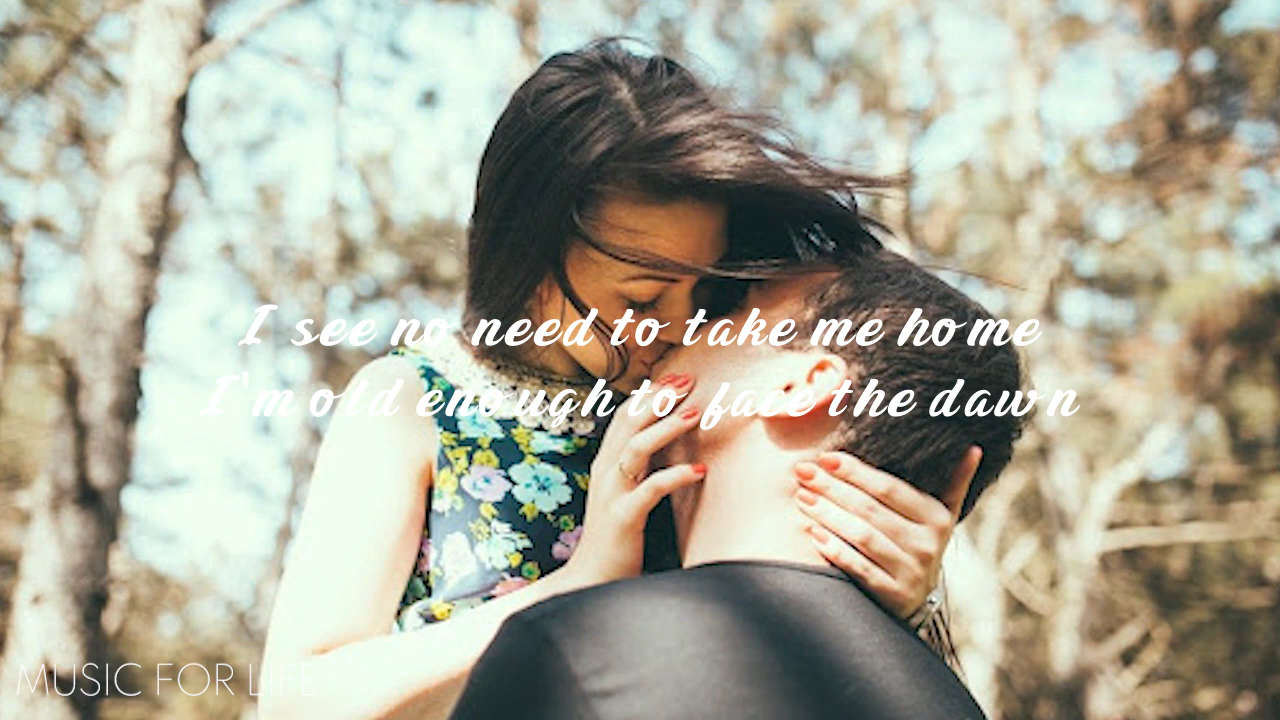 I see no need to take me home
I'm old enough to face the dawn
MUSIC FOR LIFE